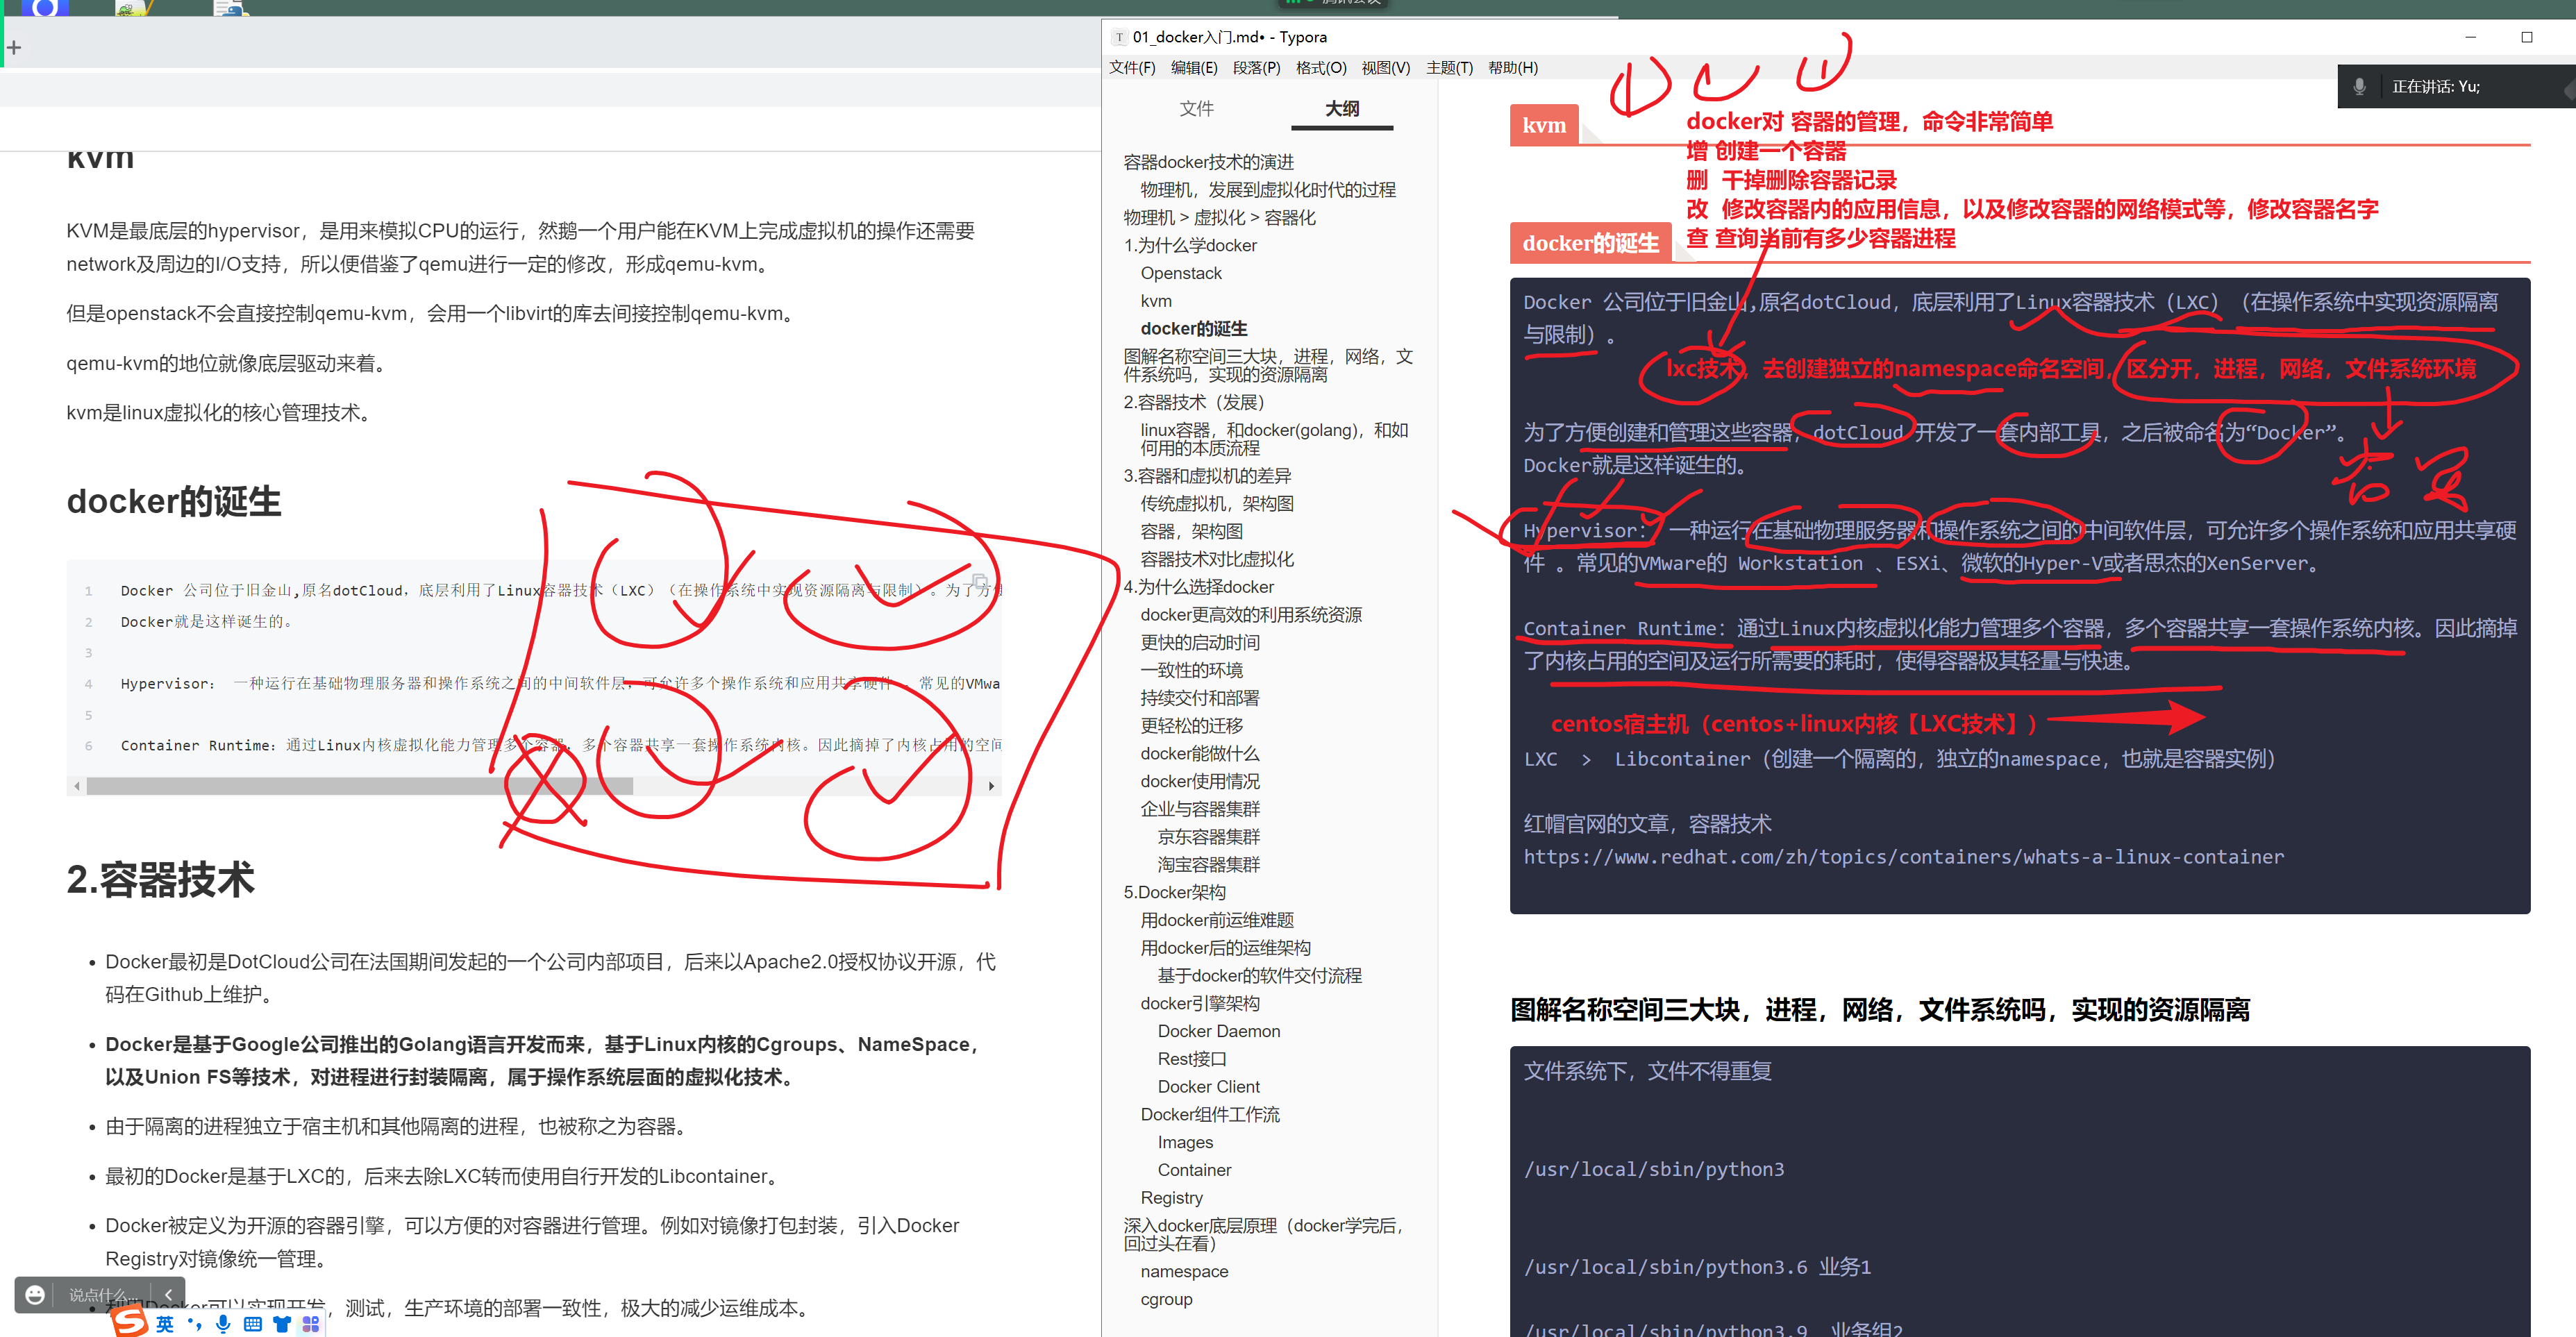 腾讯会议
01_docker入门.md• - Typora
文件(F) 编辑(E) 段落(P) 格式(O) 视图(V) 主题(T) 帮助(H)
正在讲话: Yu;
kvm
KVM是最底层的hypervisor，是用来模拟CPU的运行，然鹅一个用户能在KVM上完成虚拟机的操作还需要
network及周边的I/O支持，所以便借鉴了qemu进行一定的修改，形成qemu-kvm。
但是openstack不会直接控制qemu-kvm，会用一个libvirt的库去间接控制qemu-kvm。
qemu-kvm的地位就像底层驱动来着。
kvm是linux虚拟化的核心管理技术。
docker的诞生
1 Docker 公司位于旧金山,原名dotCloud，底层利用了Linux容器技术（LXC）（在操作系统中实现资源隔离与限制）。为了方便
2 Docker就是这样诞生的。
3
4 Hypervisor： 一种运行在基础物理服务器和操作系统之间的中间软件层，可允许多个操作系统和应用共享硬件 。常见的VMwa
5
6 Container Runtime：通过Linux内核虚拟化能力管理多个容器，多个容器共享一套操作系统内核。因此摘掉了内核占用的空间
2.容器技术
• Docker最初是DotCloud公司在法国期间发起的一个公司内部项目，后来以Apache2.0授权协议开源，代
码在Github上维护。
• Docker是基于Google公司推出的Golang语言开发而来，基于Linux内核的Cgroups、NameSpace，
以及Union FS等技术，对进程进行封装隔离，属于操作系统层面的虚拟化技术。
• 由于隔离的进程独立于宿主机和其他隔离的进程，也被称之为容器。
• 最初的Docker是基于LXC的，后来去除LXC转而使用自行开发的Libcontainer。
• Docker被定义为开源的容器引擎，可以方便的对容器进行管理。例如对镜像打包封装，引入Docker
Registry对镜像统一管理。
• 利用Docker可以实现开发，测试，生产环境的部署一致性，极大的减少运维成本。
说点什么...
英
文件 大纲
容器docker技术的演进
物理机，发展到虚拟化时代的过程
物理机 > 虚拟化 > 容器化
1.为什么学docker
Openstack
kvm
docker的诞生
图解名称空间三大块，进程，网络，文
件系统吗，实现的资源隔离
2.容器技术（发展）
linux容器，和docker(golang)，和如
何用的本质流程
3.容器和虚拟机的差异
传统虚拟机，架构图
容器，架构图
容器技术对比虚拟化
4.为什么选择docker
docker更高效的利用系统资源
更快的启动时间
一致性的环境
持续交付和部署
更轻松的迁移
docker能做什么
docker使用情况
企业与容器集群
京东容器集群
淘宝容器集群
5.Docker架构
用docker前运维难题
用docker后的运维架构
基于docker的软件交付流程
docker引擎架构
Docker Daemon
Rest接口
Docker Client
Docker组件工作流
Images
Container
Registry
深入docker底层原理（docker学完后，
回过头在看）
namespace
cgroup
kvm
docker对 容器的管理，命令非常简单
增 创建一个容器
删 干掉删除容器记录
改 修改容器内的应用信息，以及修改容器的网络模式等，修改容器名字
查 查询当前有多少容器进程
docker的诞生
Docker 公司位于旧金山,原名dotCloud，底层利用了Linux容器技术（LXC）（在操作系统中实现资源隔离
与限制）。
lxc技术，去创建独立的namespace命名空间，区分开，进程，网络，文件系统环境
为了方便创建和管理这些容器，dotCloud 开发了一套内部工具，之后被命名为“Docker”。
Docker就是这样诞生的。
Hypervisor： 一种运行在基础物理服务器和操作系统之间的中间软件层，可允许多个操作系统和应用共享硬
件 。常见的VMware的 Workstation 、ESXi、微软的Hyper-V或者思杰的XenServer。
Container Runtime：通过Linux内核虚拟化能力管理多个容器，多个容器共享一套操作系统内核。因此摘掉
了内核占用的空间及运行所需要的耗时，使得容器极其轻量与快速。
centos宿主机（centos+linux内核【LXC技术】）
LXC > Libcontainer（创建一个隔离的，独立的namespace，也就是容器实例）
红帽官网的文章，容器技术
https://www.redhat.com/zh/topics/containers/whats-a-linux-container
图解名称空间三大块，进程，网络，文件系统吗，实现的资源隔离
文件系统下，文件不得重复
/usr/local/sbin/python3
/usr/local/sbin/python3.6 业务1
/usr/local/sbin/python3.9 业务组2